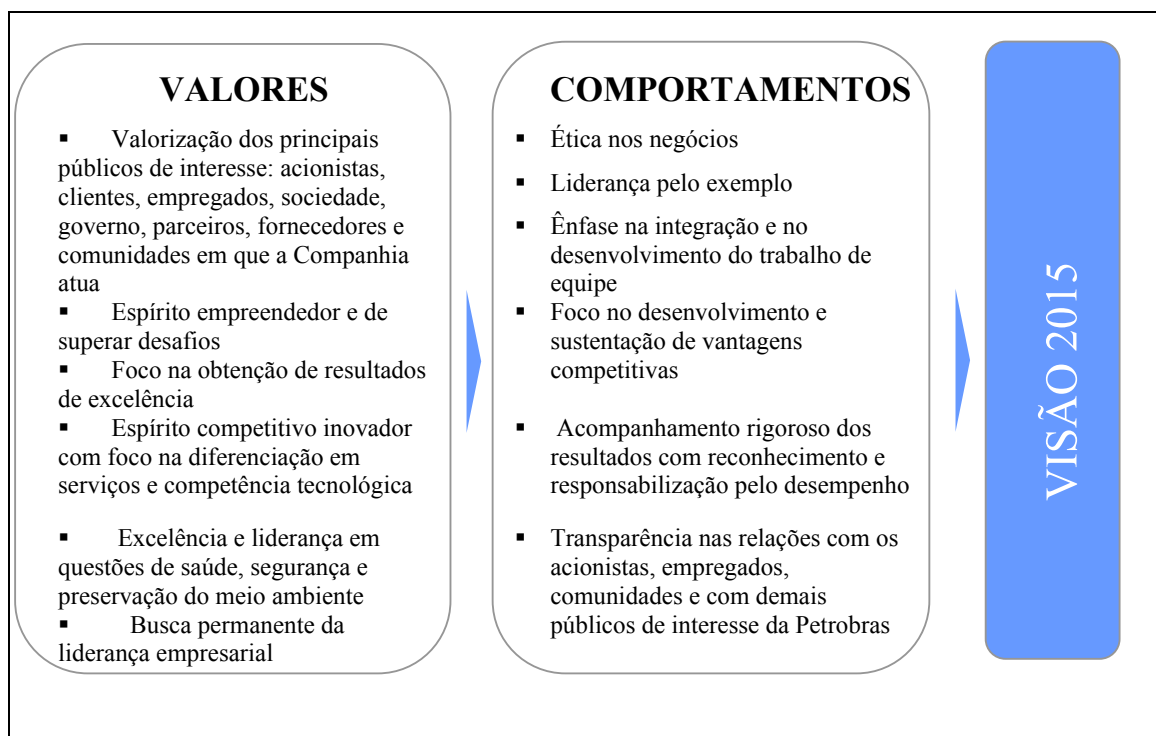 VALORES
▪ Valorização dos principais
públicos de interesse: acionistas,
clientes, empregados, sociedade,
governo, parceiros, fornecedores e
comunidades em que a Companhia
atua
▪ Espírito empreendedor e de
superar desafios
▪ Foco na obtenção de resultados
de excelência
▪ Espírito competitivo inovador
com foco na diferenciação em
serviços e competência tecnológica
▪ Excelência e liderança em
questões de saúde, segurança e
preservação do meio ambiente
▪ Busca permanente da
liderança empresarial
COMPORTAMENTOS
▪ Ética nos negócios
▪ Liderança pelo exemplo
▪ Ênfase na integração e no
desenvolvimento do trabalho de
equipe
▪ Foco no desenvolvimento e
sustentação de vantagens
competitivas
▪ Acompanhamento rigoroso dos
resultados com reconhecimento e
responsabilização pelo desempenho
▪ Transparência nas relações com os
acionistas, empregados,
comunidades e com demais
públicos de interesse da Petrobras
VISÃO 2015